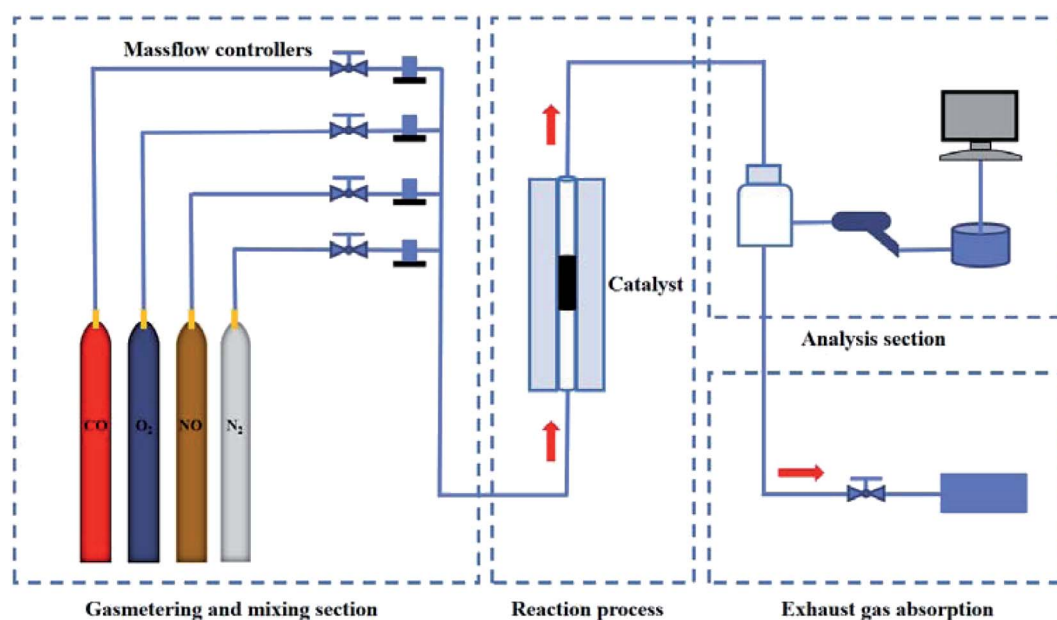 Massflow controllers
CO
O₂
NO
N₂
Catalyst
Analysis section
Gasmetering and mixing section
Reaction process
Exhaust gas absorption